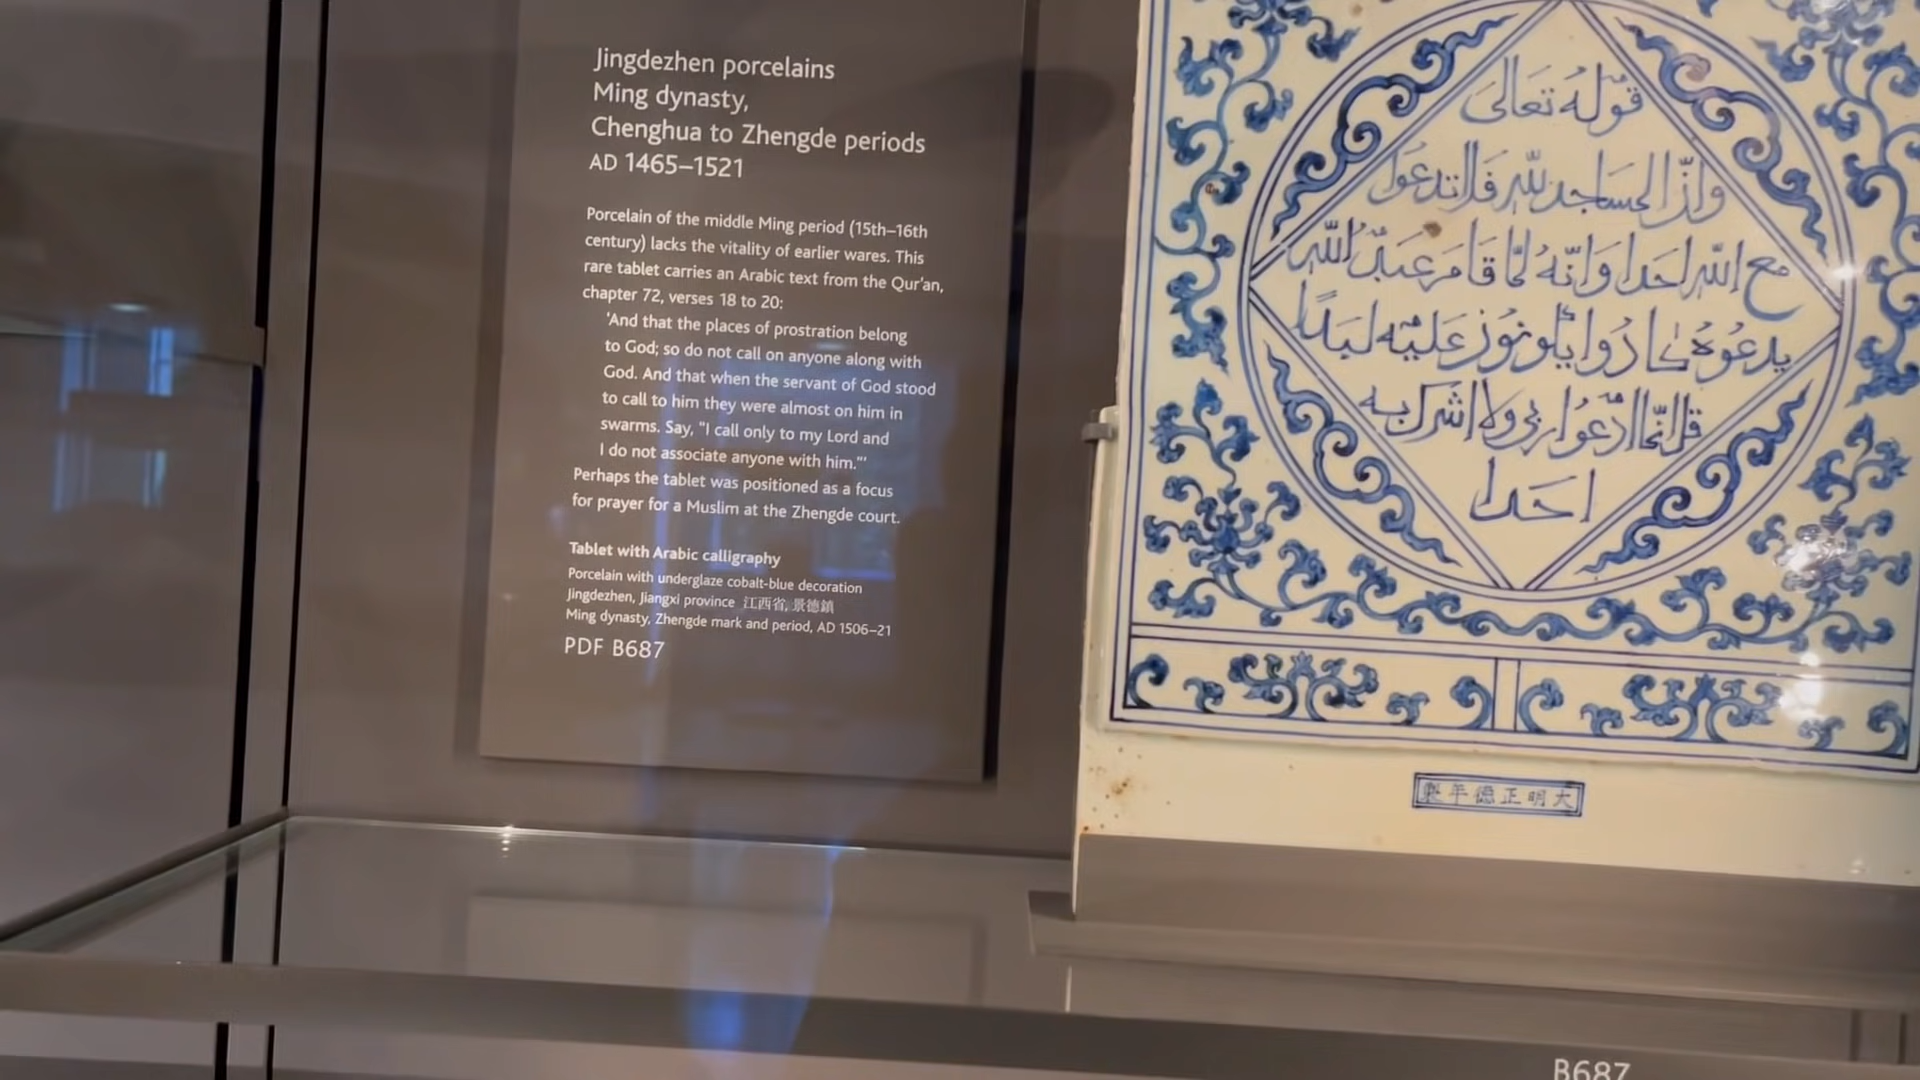 Jingdezhen porcelains
Ming dynasty,
Chenghua to Zhengde periods
AD 1465–1521
Porcelain of the middle Ming period (15th–16th
century) lacks the vitality of earlier wares. This
rare tablet carries an Arabic text from the Qur'an,
chapter 72, verses 18 to 20:
'And that the places of prostration belong
to God; so do not call on anyone along with
God. And that when the servant of God stood
to call to him they were almost on him in
swarms. Say, "I call only to my Lord and
I do not associate anyone with him."'
Perhaps the tablet was positioned as a focus
for prayer for a Muslim at the Zhengde court.
Tablet with Arabic calligraphy
Porcelain with underglaze cobalt-blue decoration
Jingdezhen, Jiangxi province 江西省, 景德鎮
Ming dynasty, Zhengde mark and period, AD 1506–21
PDF B687
قوله تعالى
وان المساجد لله فلا تدعوا
مع الله احدا وانه لما قام عبد الله
يدعوه كادوا يكونون عليه لبدا
قل انما ادعوا ربي ولا اشرك به
احدا
大明正德年製
B687